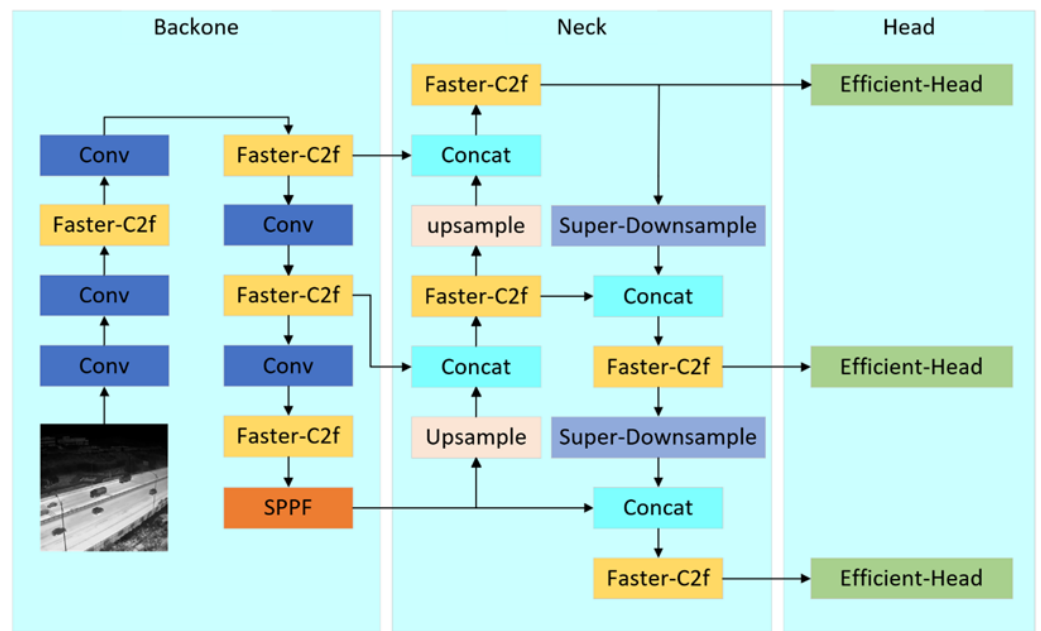 Backone
Conv
Faster-C2f
Conv
Conv
Faster-C2f
Conv
Faster-C2f
Conv
Faster-C2f
SPPF
Neck
Faster-C2f
Concat
upsample
Faster-C2f
Concat
Upsample
Super-Downsample
Concat
Faster-C2f
Super-Downsample
Concat
Faster-C2f
Head
Efficient-Head
Efficient-Head
Efficient-Head